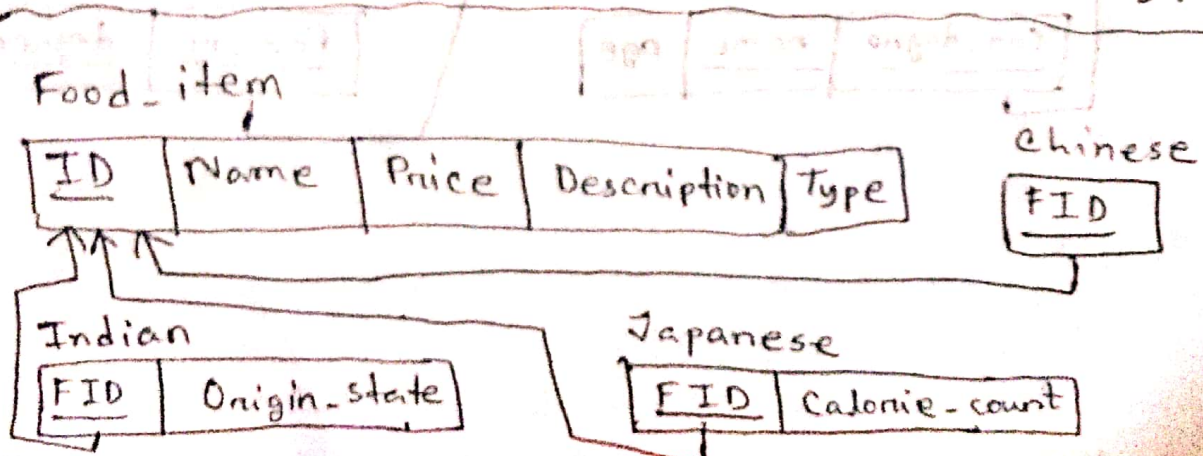 Food_item
ID Name Price Description Type
Chinese
FID
Indian
FID Origin_state
Japanese
FID Calorie_count